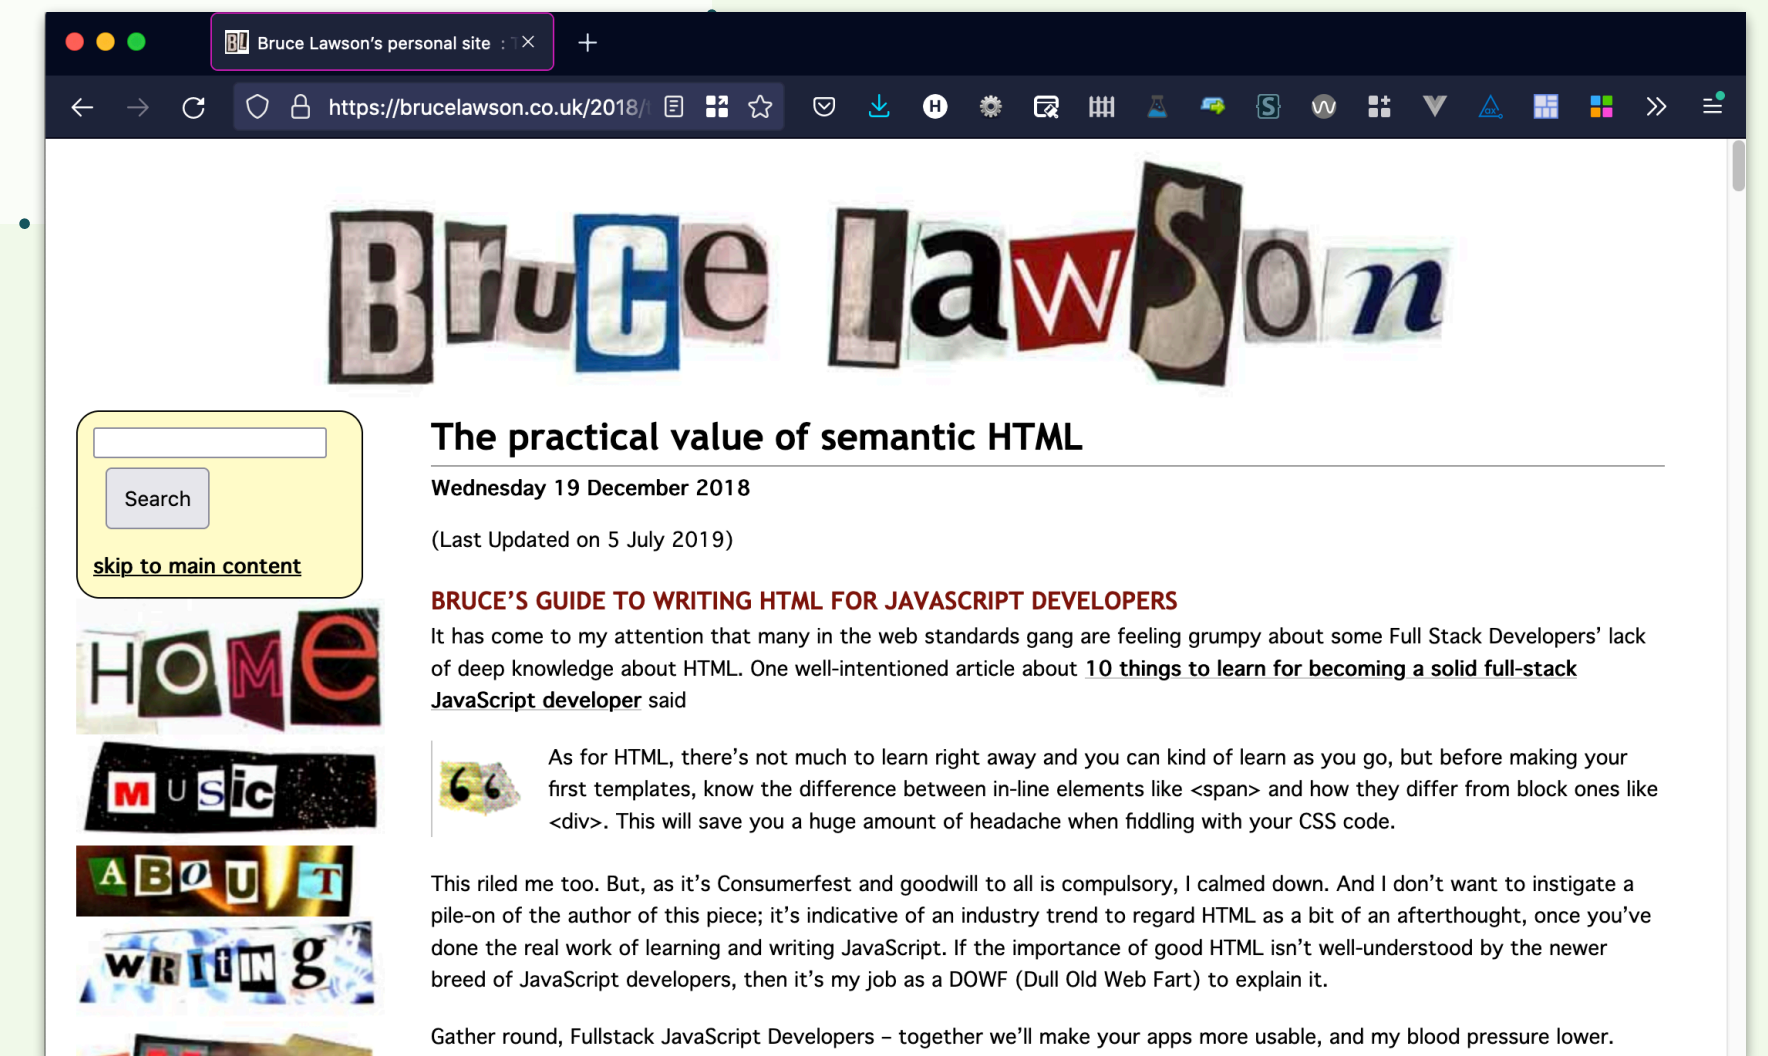 Bruce Lawson's personal site : T
https://brucelawson.co.uk/2018/
Bruce Lawson
Search
skip to main content
HOMe
MUSic
ABOUT
WRItINg
The practical value of semantic HTML
Wednesday 19 December 2018
(Last Updated on 5 July 2019)
BRUCE’S GUIDE TO WRITING HTML FOR JAVASCRIPT DEVELOPERS
It has come to my attention that many in the web standards gang are feeling grumpy about some Full Stack Developers’ lack
of deep knowledge about HTML. One well-intentioned article about 10 things to learn for becoming a solid full-stack
JavaScript developer said
As for HTML, there’s not much to learn right away and you can kind of learn as you go, but before making your
first templates, know the difference between in-line elements like <span> and how they differ from block ones like
<div>. This will save you a huge amount of headache when fiddling with your CSS code.
This riled me too. But, as it’s Consumerfest and goodwill to all is compulsory, I calmed down. And I don’t want to instigate a
pile-on of the author of this piece; it’s indicative of an industry trend to regard HTML as a bit of an afterthought, once you’ve
done the real work of learning and writing JavaScript. If the importance of good HTML isn’t well-understood by the newer
breed of JavaScript developers, then it’s my job as a DOWF (Dull Old Web Fart) to explain it.
Gather round, Fullstack JavaScript Developers – together we’ll make your apps more usable, and my blood pressure lower.